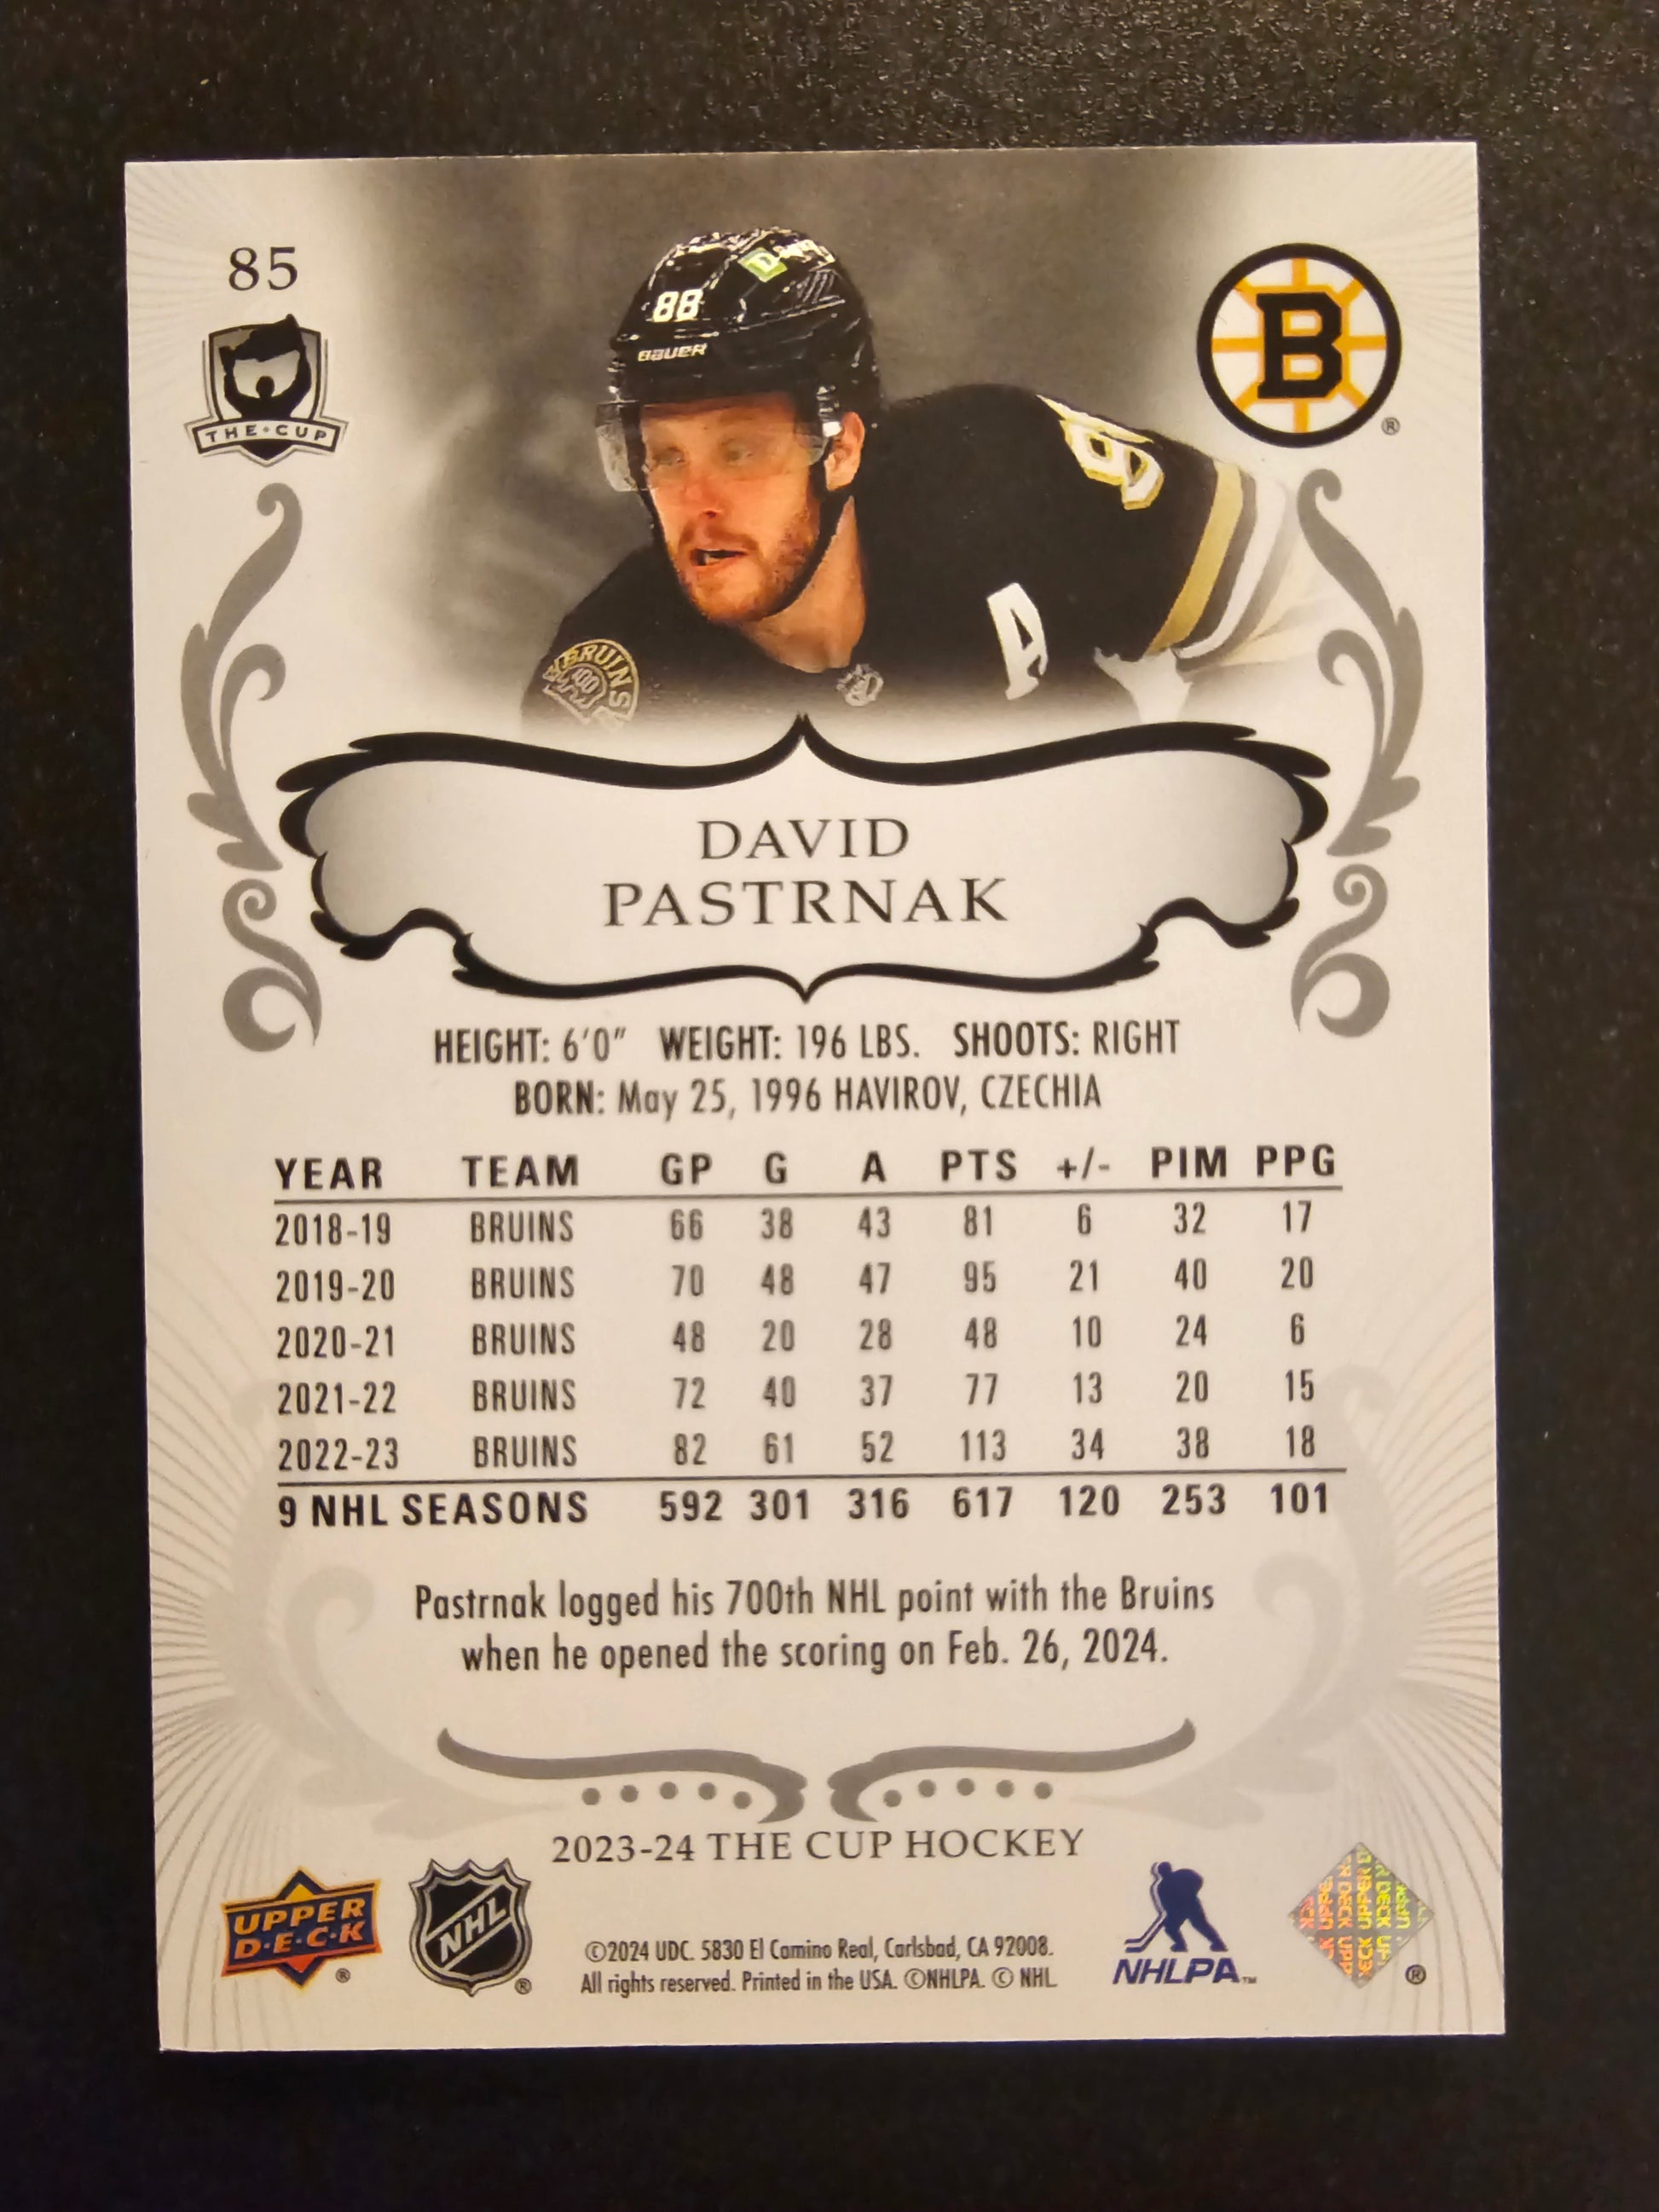 85
THE CUP
88
BAUER
B
®
8
A
BRUINS
100
DAVID
PASTRNAK
HEIGHT: 6'0" WEIGHT: 196 LBS. SHOOTS: RIGHT
BORN: May 25, 1996 HAVIROV, CZECHIA
YEAR TEAM GP G A PTS +/- PIM PPG
2018-19 BRUINS 66 38 43 81 6 32 17
2019-20 BRUINS 70 48 47 95 21 40 20
2020-21 BRUINS 48 20 28 48 10 24 6
2021-22 BRUINS 72 40 37 77 13 20 15
2022-23 BRUINS 82 61 52 113 34 38 18
9 NHL SEASONS 592 301 316 617 120 253 101
Pastrnak logged his 700th NHL point with the Bruins
when he opened the scoring on Feb. 26, 2024.
2023-24 THE CUP HOCKEY
UPPER
D·E·C·K
®
NHL
®
©2024 UDC. 5830 El Camino Real, Carlsbad, CA 92008.
All rights reserved. Printed in the USA. ©NHLPA. © NHL
NHLPA™
®